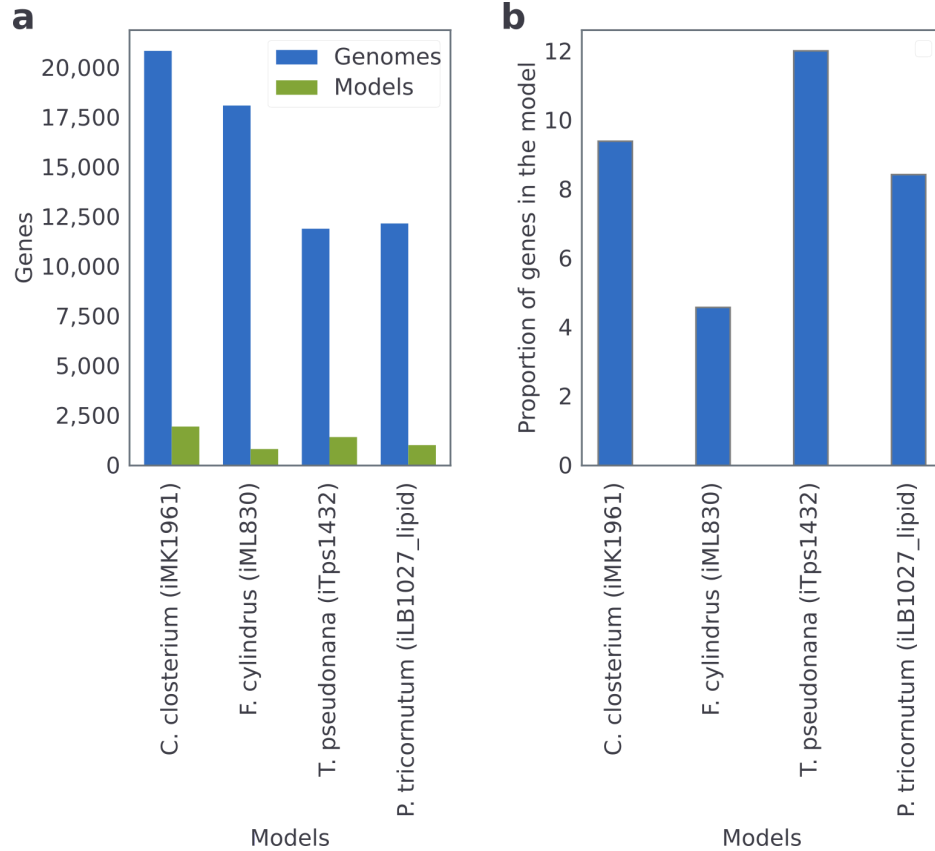 a
Genomes
Models
20,000
17,500
15,000
12,500
10,000
7,500
5,000
2,500
0
Genes
C. closterium (iMK1961)
F. cylindrus (iML830)
T. pseudonana (iTps1432)
P. tricornutum (iLB1027_lipid)
Models
b
12
10
8
6
4
2
0
Proportion of genes in the model
C. closterium (iMK1961)
F. cylindrus (iML830)
T. pseudonana (iTps1432)
P. tricornutum (iLB1027_lipid)
Models